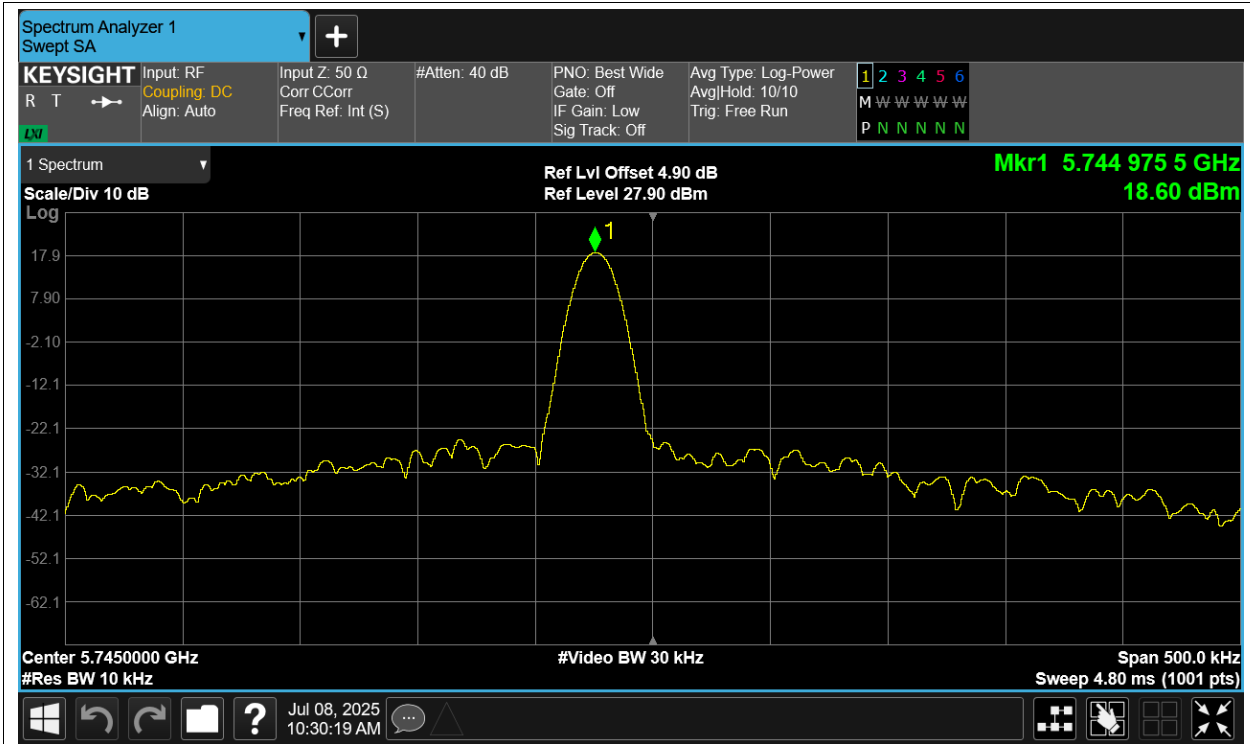 Spectrum Analyzer 1
Swept SA
KEYSIGHT
R T
LXI
Input: RF
Coupling: DC
Align: Auto
Input Z: 50 Ω
Corr CCorr
Freq Ref: Int (S)
#Atten: 40 dB
PNO: Best Wide
Gate: Off
IF Gain: Low
Sig Track: Off
Avg Type: Log-Power
Avg|Hold: 10/10
Trig: Free Run
1 2 3 4 5 6
M W W W W W
P N N N N N
1 Spectrum
Scale/Div 10 dB
Log
Ref Lvl Offset 4.90 dB
Ref Level 27.90 dBm
Mkr1 5.744 975 5 GHz
18.60 dBm
1
17.9
7.90
-2.10
-12.1
-22.1
-32.1
-42.1
-52.1
-62.1
Center 5.7450000 GHz
#Res BW 10 kHz
#Video BW 30 kHz
Span 500.0 kHz
Sweep 4.80 ms (1001 pts)
?
Jul 08, 2025
10:30:19 AM